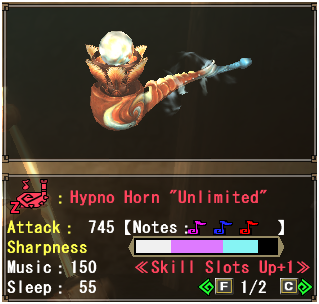 z : Hypno Horn "Unlimited"
Attack: 745 【Notes: 】
Sharpness
Music: 150 ≪Skill Slots Up+1≫
Sleep: 55 F 1/2 C